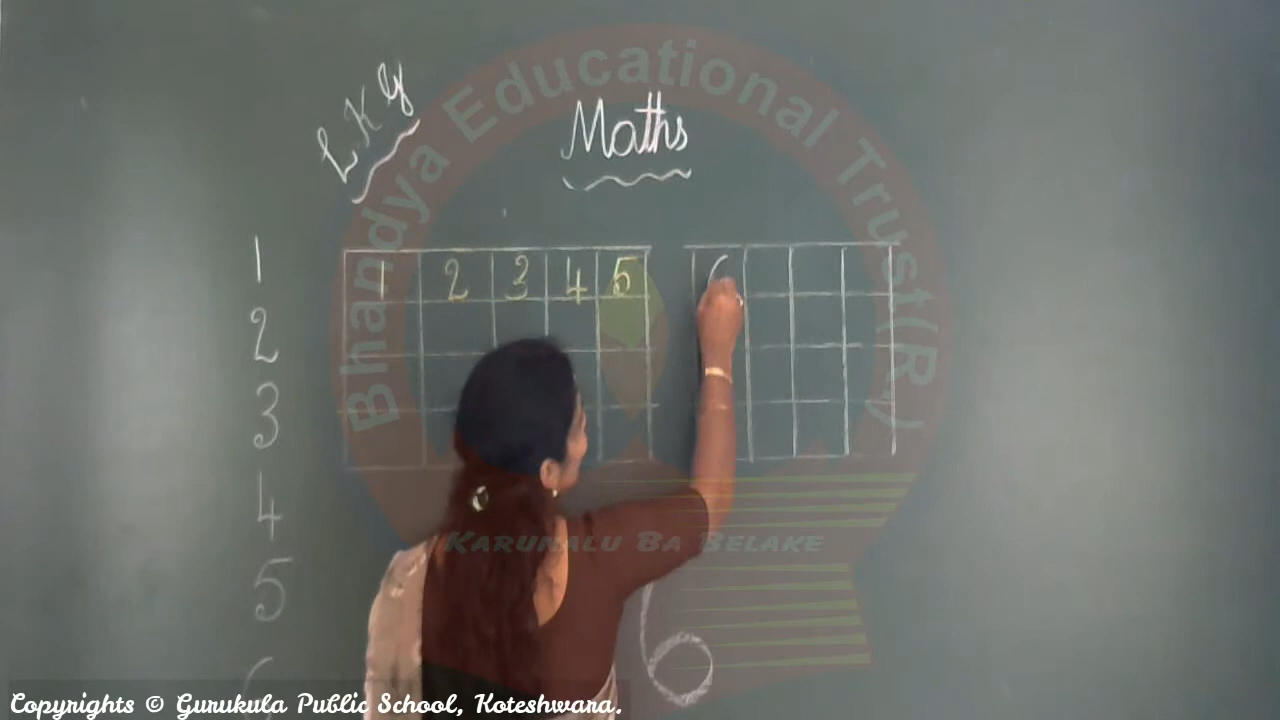 Bhandya Educational Trust(R.)
LKG
Maths
1
1 2 3 4 5 6
2
3
4
5
6
6
KARUNALU BA BELAKE
Copyrights © Gurukula Public School, Koteshwara.